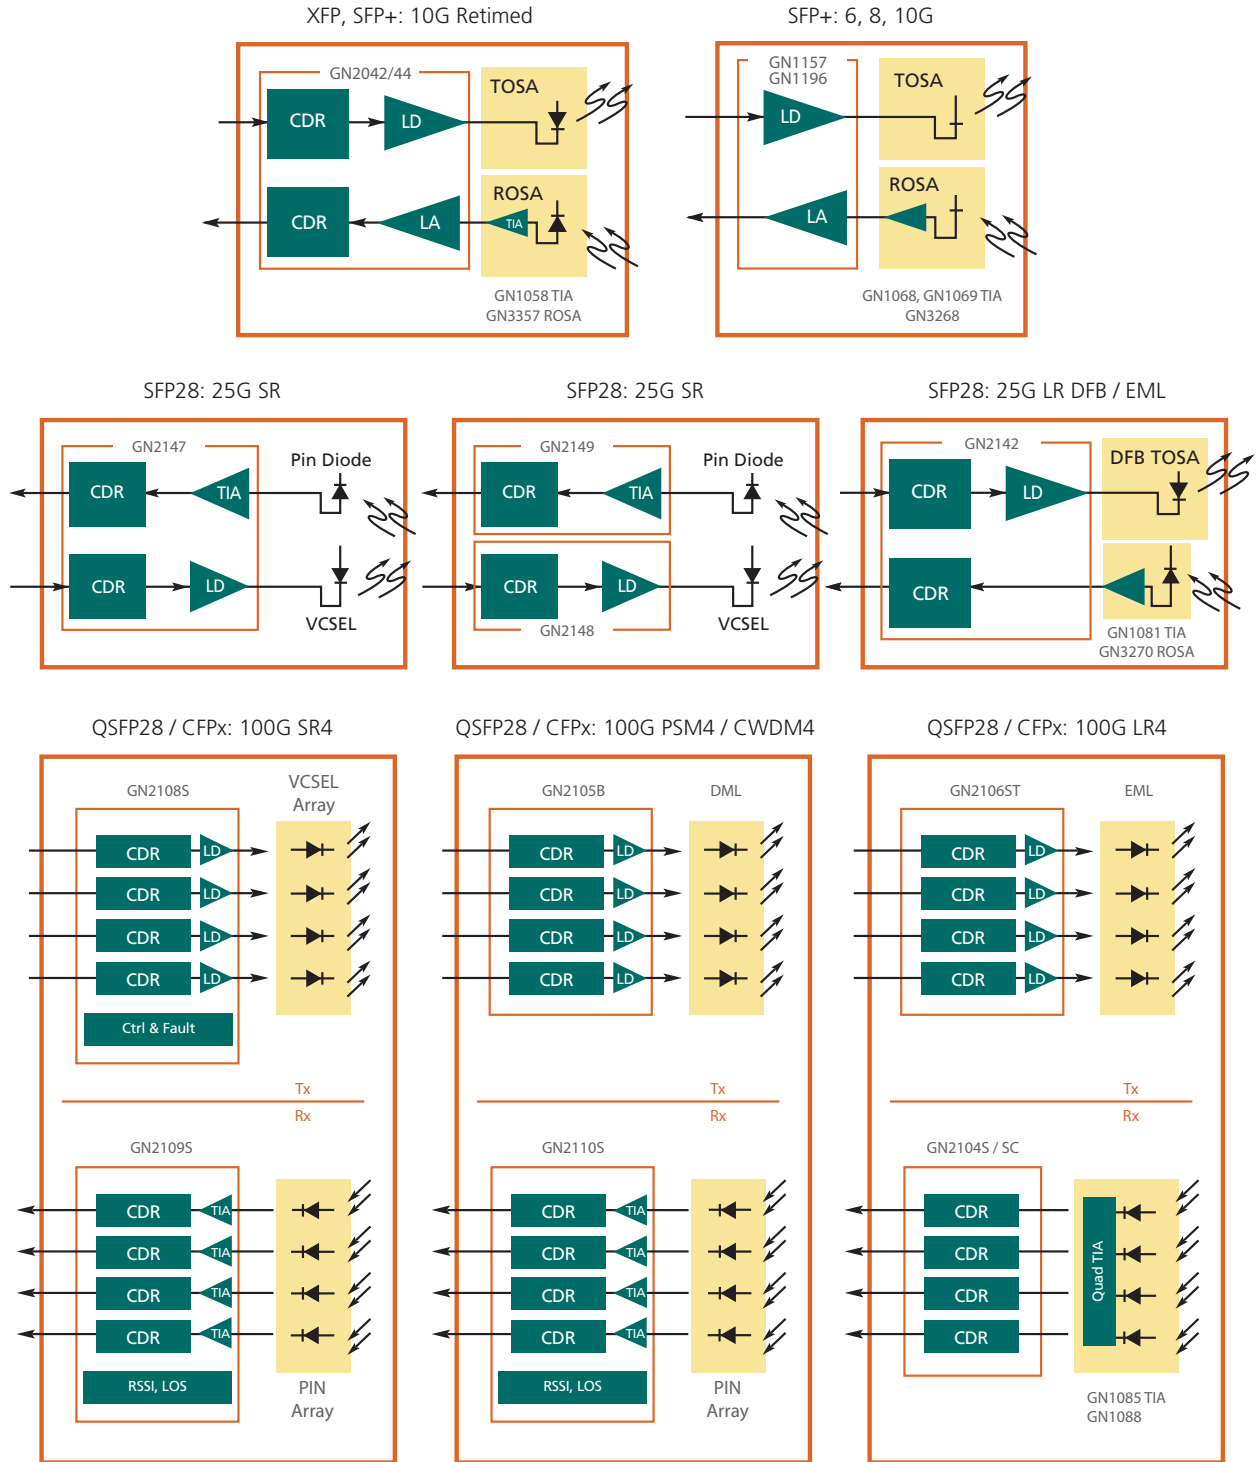 XFP, SFP+: 10G Retimed
GN2042/44
TOSA
CDR
LD
ROSA
CDR
LA
TIA
GN1058 TIA
GN3357 ROSA
SFP+: 6, 8, 10G
GN1157
GN1196
TOSA
LD
ROSA
LA
GN1068, GN1069 TIA
GN3268
SFP28: 25G SR
GN2147
Pin Diode
CDR
TIA
CDR
LD
VCSEL
SFP28: 25G SR
GN2149
Pin Diode
CDR
TIA
CDR
LD
GN2148
VCSEL
SFP28: 25G LR DFB / EML
GN2142
DFB TOSA
CDR
LD
CDR
GN1081 TIA
GN3270 ROSA
QSFP28 / CFPx: 100G SR4
VCSEL
Array
GN2108S
CDR
LD
CDR
LD
CDR
LD
CDR
LD
Ctrl & Fault
Tx
Rx
GN2109S
CDR
TIA
CDR
TIA
CDR
TIA
CDR
TIA
RSSI, LOS
PIN
Array
QSFP28 / CFPx: 100G PSM4 / CWDM4
GN2105B
DML
CDR
LD
CDR
LD
CDR
LD
CDR
LD
Tx
Rx
GN2110S
CDR
TIA
CDR
TIA
CDR
TIA
CDR
TIA
RSSI, LOS
PIN
Array
QSFP28 / CFPx: 100G LR4
GN2106ST
EML
CDR
LD
CDR
LD
CDR
LD
CDR
LD
Tx
Rx
GN2104S / SC
CDR
CDR
CDR
CDR
Quad TIA
GN1085 TIA
GN1088